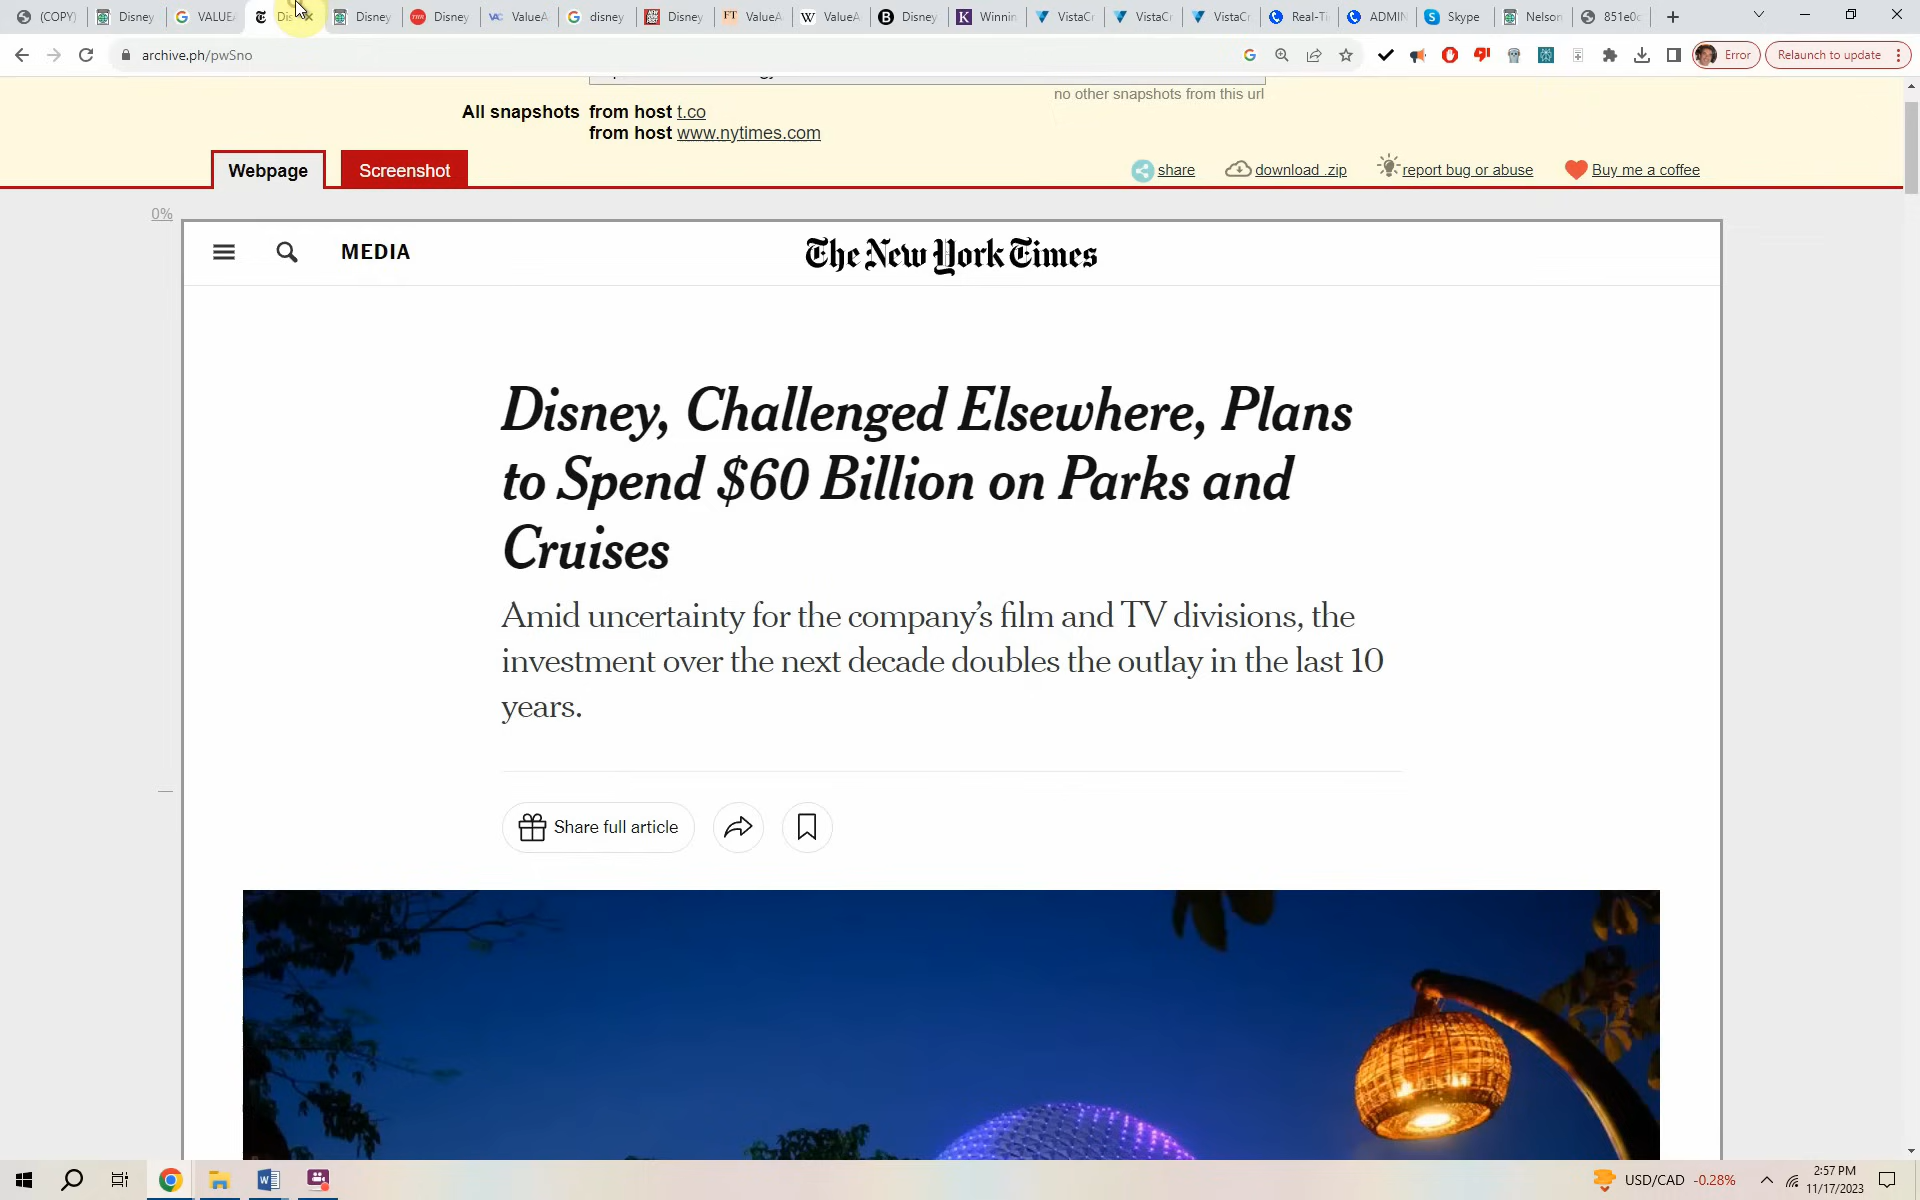 (COPY) Disney VALUEA Dis Disney Disney ValueA disney Disney ValueA ValueA Disney Winnin VistaCr VistaCr VistaCr Real-Ti ADMIN Skype Nelson 851e0c
archive.ph/pwSno Error Relaunch to update
no other snapshots from this url
All snapshots from host t.co
from host www.nytimes.com
Webpage Screenshot share download .zip report bug or abuse Buy me a coffee
0%
MEDIA The New York Times
Disney, Challenged Elsewhere, Plans
to Spend $60 Billion on Parks and
Cruises
Amid uncertainty for the company's film and TV divisions, the
investment over the next decade doubles the outlay in the last 10
years.
Share full article
USD/CAD -0.28% 2:57 PM
11/17/2023